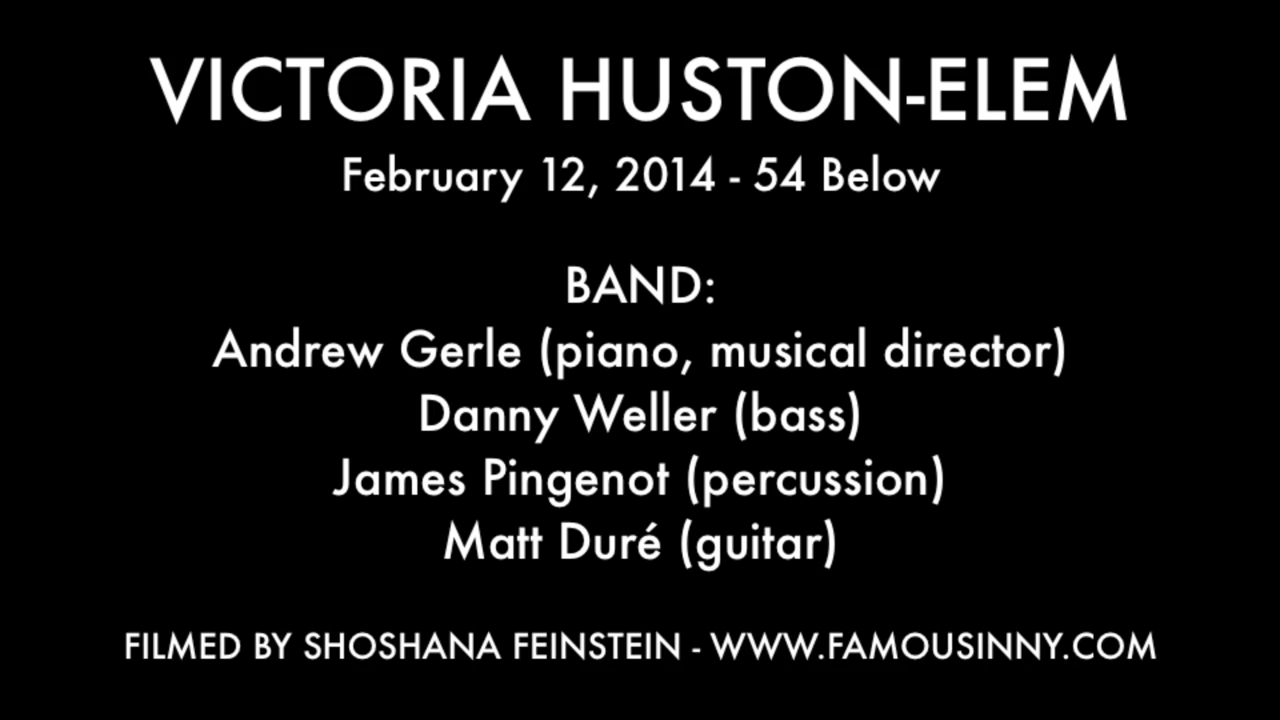 VICTORIA HUSTON-ELEM
February 12, 2014 - 54 Below
BAND:
Andrew Gerle (piano, musical director)
Danny Weller (bass)
James Pingenot (percussion)
Matt Duré (guitar)
FILMED BY SHOSHANA FEINSTEIN - WWW.FAMOUSINNY.COM